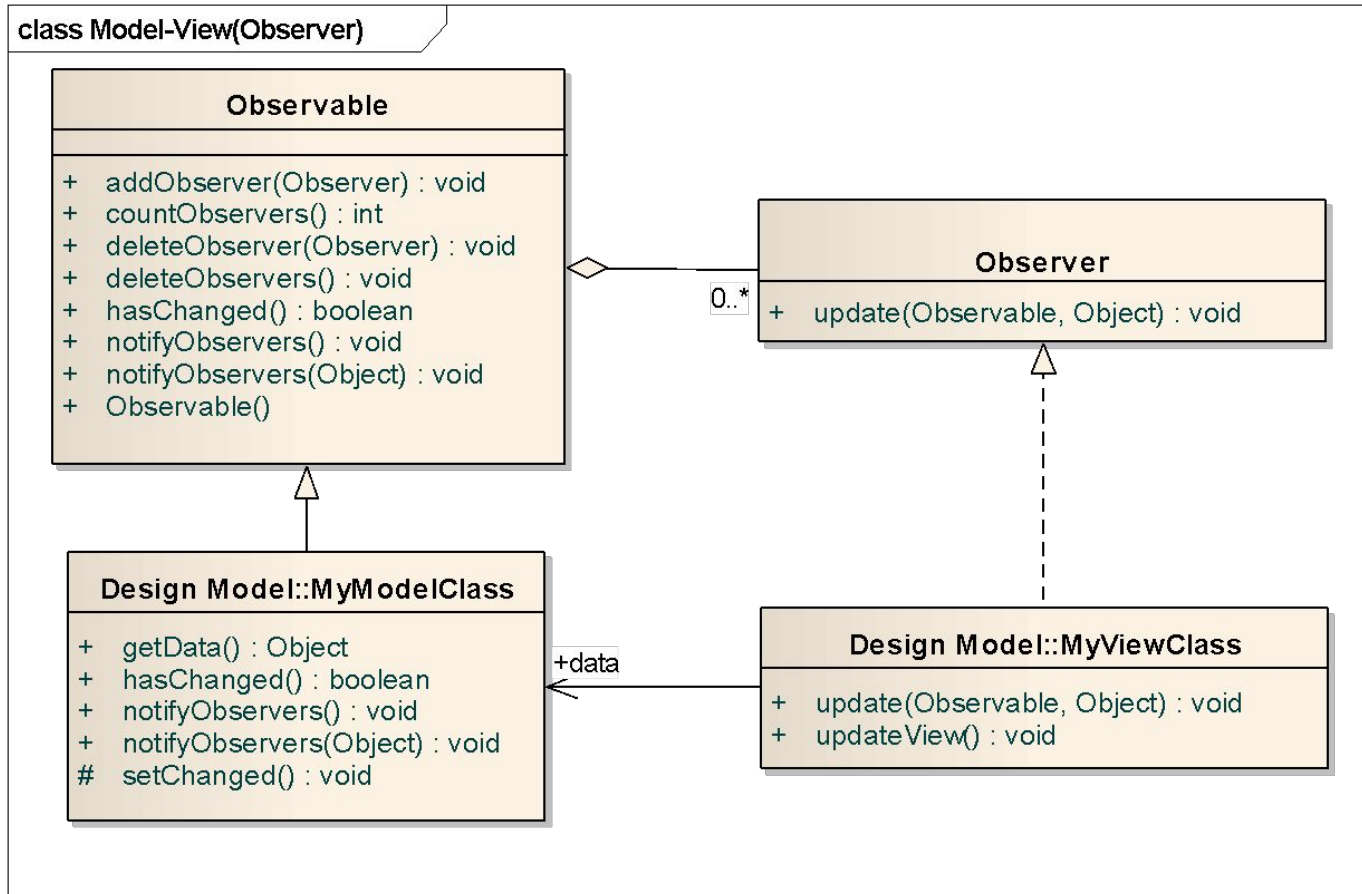 class Model-View(Observer)
Observable
+ addObserver(Observer) : void
+ countObservers() : int
+ deleteObserver(Observer) : void
+ deleteObservers() : void
+ hasChanged() : boolean
+ notifyObservers() : void
+ notifyObservers(Object) : void
+ Observable()
Observer
+ update(Observable, Object) : void
0..*
Design Model::MyModelClass
+ getData() : Object
+ hasChanged() : boolean
+ notifyObservers() : void
+ notifyObservers(Object) : void
# setChanged() : void
+data
Design Model::MyViewClass
+ update(Observable, Object) : void
+ updateView() : void